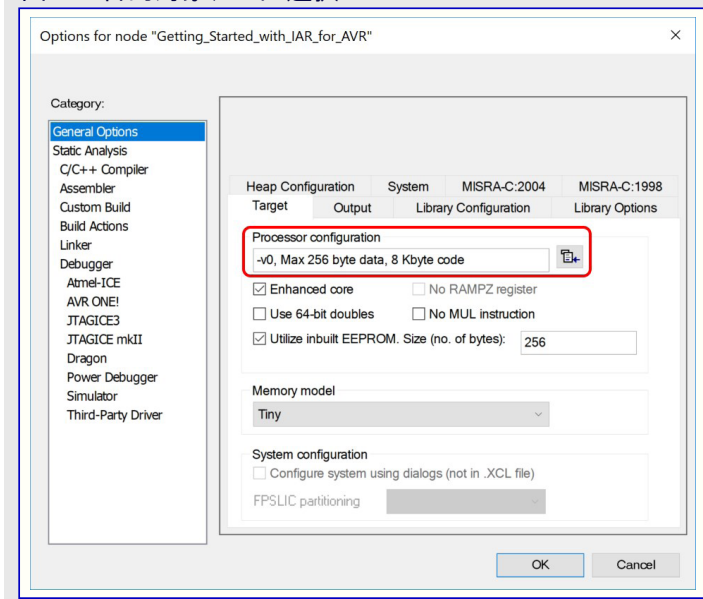 Options for node "Getting_Started_with_IAR_for_AVR"
Category:
General Options
Static Analysis
C/C++ Compiler
Assembler
Custom Build
Build Actions
Linker
Debugger
Atmel-ICE
AVR ONE!
JTAGICE3
JTAGICE mkII
Dragon
Power Debugger
Simulator
Third-Party Driver
Heap Configuration System MISRA-C:2004 MISRA-C:1998
Target Output Library Configuration Library Options
Processor configuration
-v0, Max 256 byte data, 8 Kbyte code
Enhanced core No RAMPZ register
Use 64-bit doubles No MUL instruction
Utilize inbuilt EEPROM. Size (no. of bytes): 256
Memory model
Tiny
System configuration
Configure system using dialogs (not in .XCL file)
FPSLIC partitioning
OK Cancel